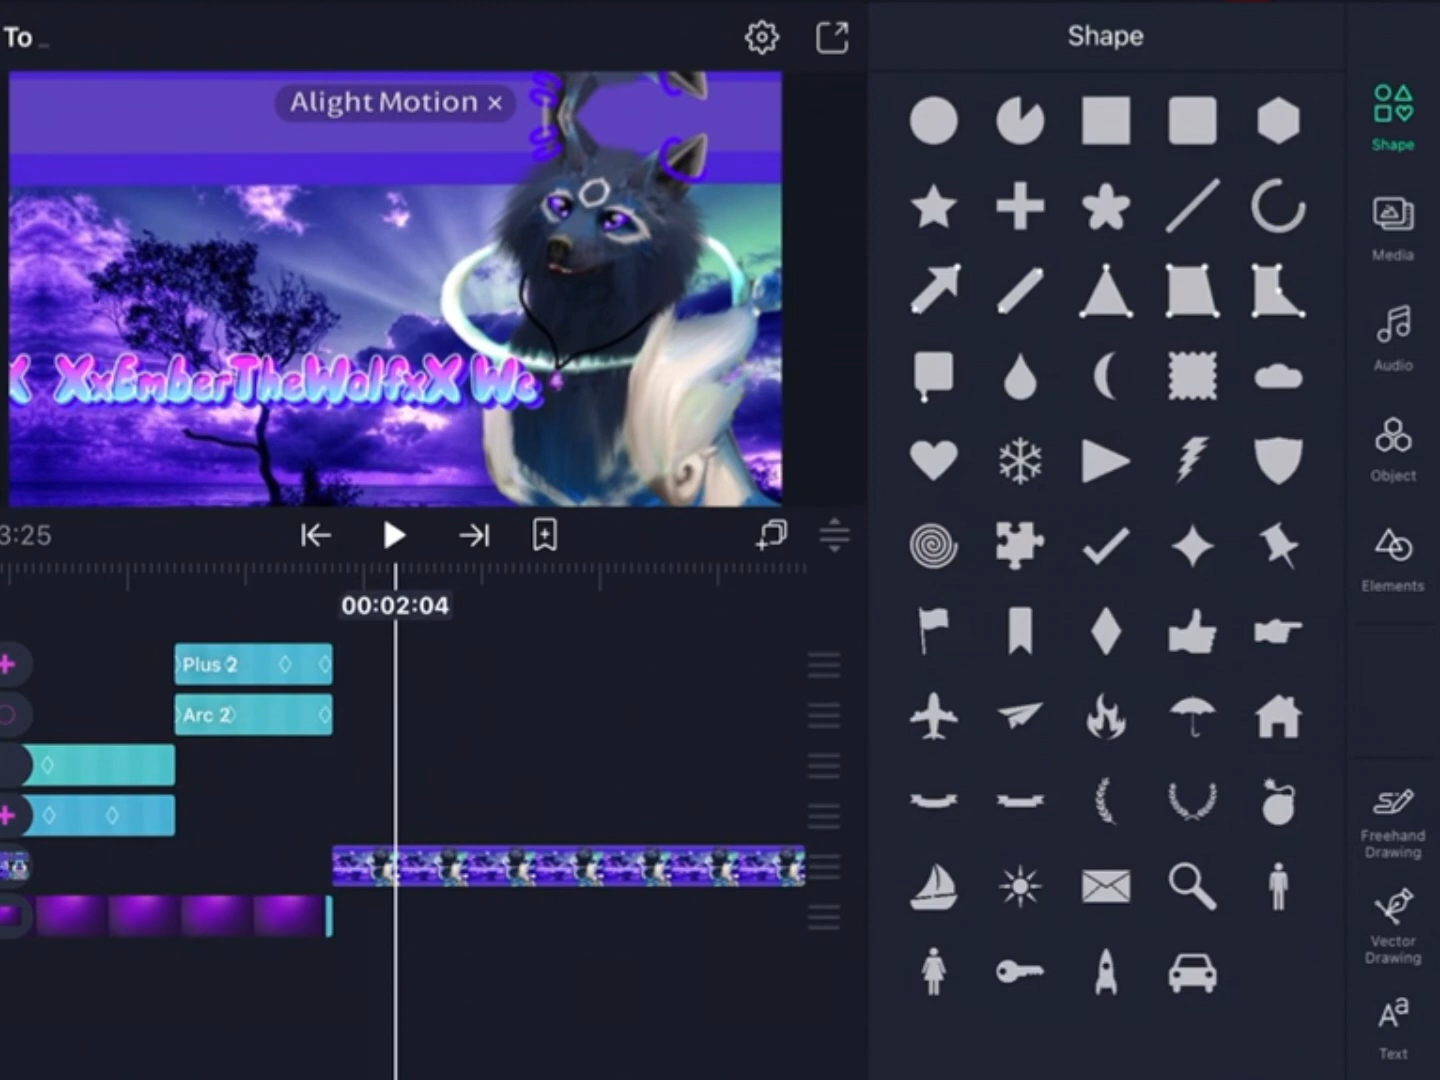 To
Shape
Alight Motion ×
XxEmberTheWolfxX We
3:25
00:02:04
Plus 2
Arc 2
Shape
Media
Audio
Object
Elements
Freehand
Drawing
Vector
Drawing
Aa
Text